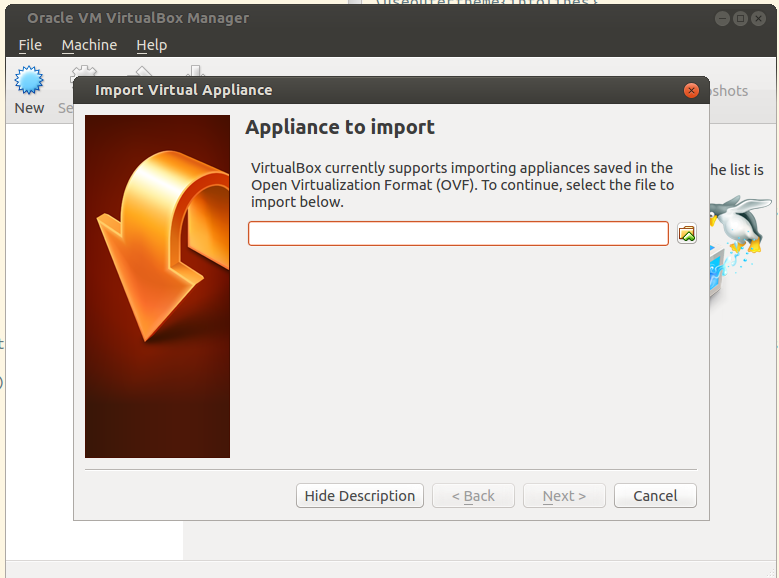 \useoutertheme{infolines}
Oracle VM VirtualBox Manager
File Machine Help
New Se
shots
Import Virtual Appliance
Appliance to import
he list is
VirtualBox currently supports importing appliances saved in the
Open Virtualization Format (OVF). To continue, select the file to
import below.
t
)
Hide Description < Back Next > Cancel